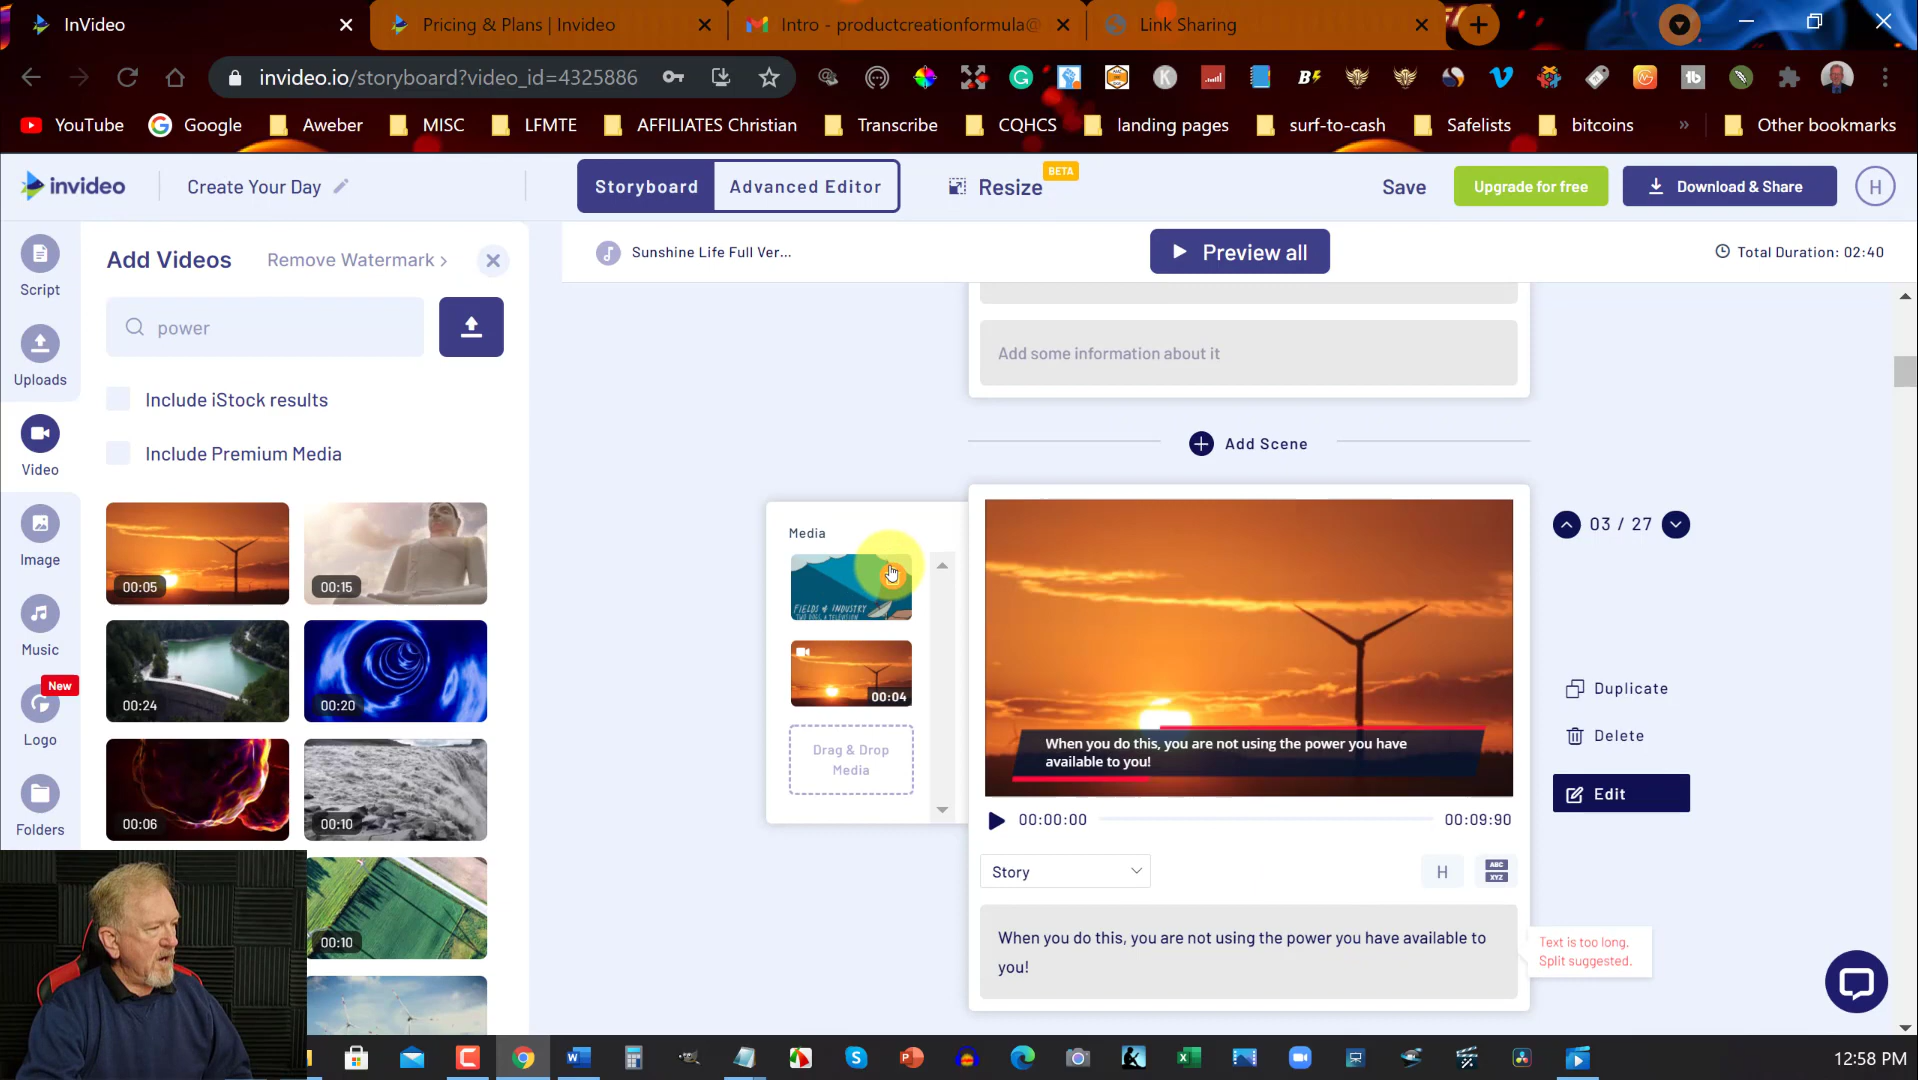 InVideo
Pricing & Plans | Invideo
Intro - productcreationformula@
Link Sharing
invideo.io/storyboard?video_id=4325886
YouTube
Google
Aweber
MISC
LFMTE
AFFILIATES Christian
Transcribe
CQHCS
landing pages
surf-to-cash
Safelists
bitcoins
»
Other bookmarks
invideo
Create Your Day
Storyboard
Advanced Editor
Resize
BETA
Save
Upgrade for free
Download & Share
H
Script
Uploads
Video
Image
Music
New
Logo
Folders
Add Videos
Remove Watermark >
power
Include iStock results
Include Premium Media
00:05
00:15
00:24
00:20
00:06
00:10
00:10
Sunshine Life Full Ver...
Preview all
Total Duration: 02:40
Add some information about it
Add Scene
Media
FIELDS & INDUSTRY
TWO DOGS, A TELEVISION
00:04
Drag & Drop
Media
When you do this, you are not using the power you have
available to you!
00:00:00
00:09:90
Story
H
ABC
XYZ
When you do this, you are not using the power you have available to
you!
Text is too long.
Split suggested.
03 / 27
Duplicate
Delete
Edit
12:58 PM